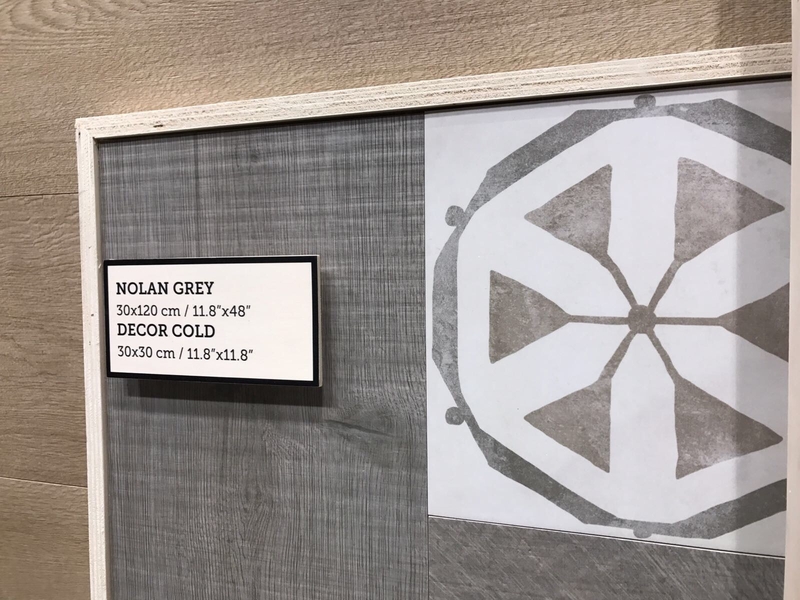 NOLAN GREY
30x120 cm / 11.8"x48"
DECOR COLD
30x30 cm / 11.8"x11.8"